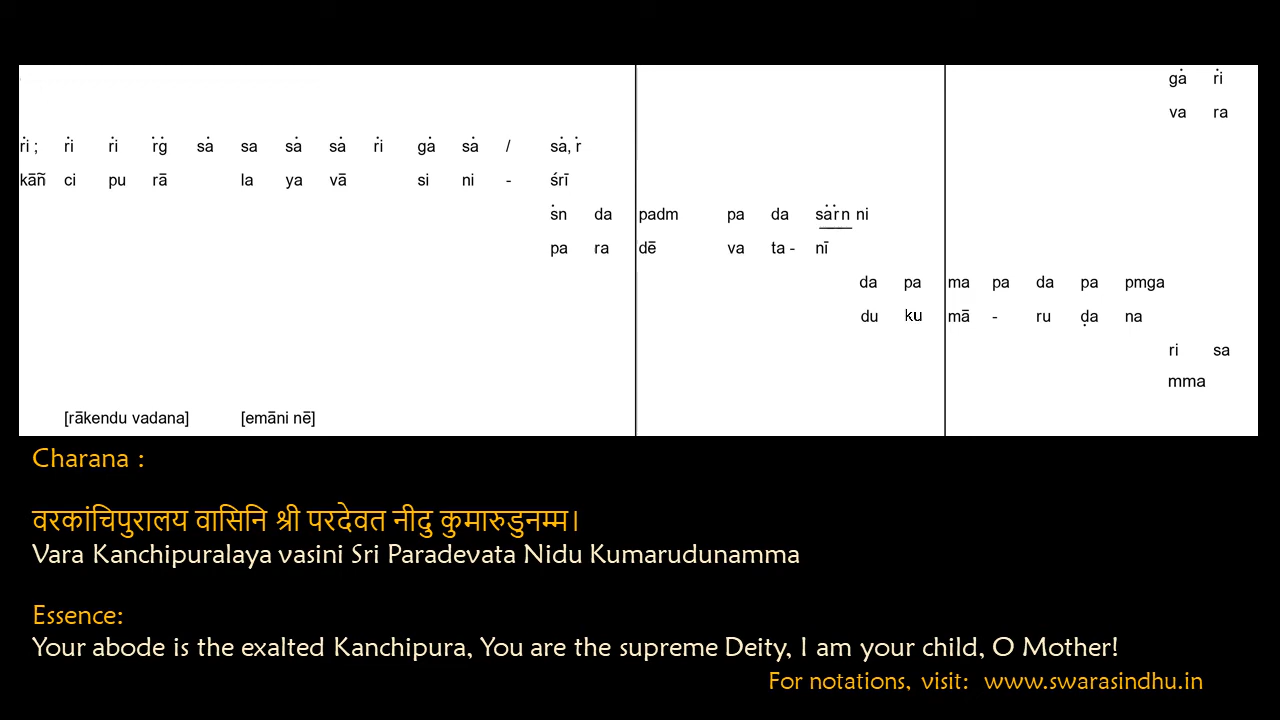 gȧ ṙi
va ra
ṙi ; ṙi ṙi ṙġ sȧ sa sȧ sȧ ṙi gȧ sȧ / sȧ, ṙ
kāñ ci pu rā la ya vā si ni - śrī
ṡn da padm pa da sȧṙn ni
pa ra dē va ta - nī
da pa ma pa da pa pmga
du ku mā - ru ḍa na
ri sa
mma
[rākendu vadana] [emāni nē]
Charana :
वरकांचिपुरालय वासिनि श्री परदेवत नीदु कुमारुडुनम्म।
Vara Kanchipuralaya vasini Sri Paradevata Nidu Kumarudunamma
Essence:
Your abode is the exalted Kanchipura, You are the supreme Deity, I am your child, O Mother!
For notations, visit: www.swarasindhu.in